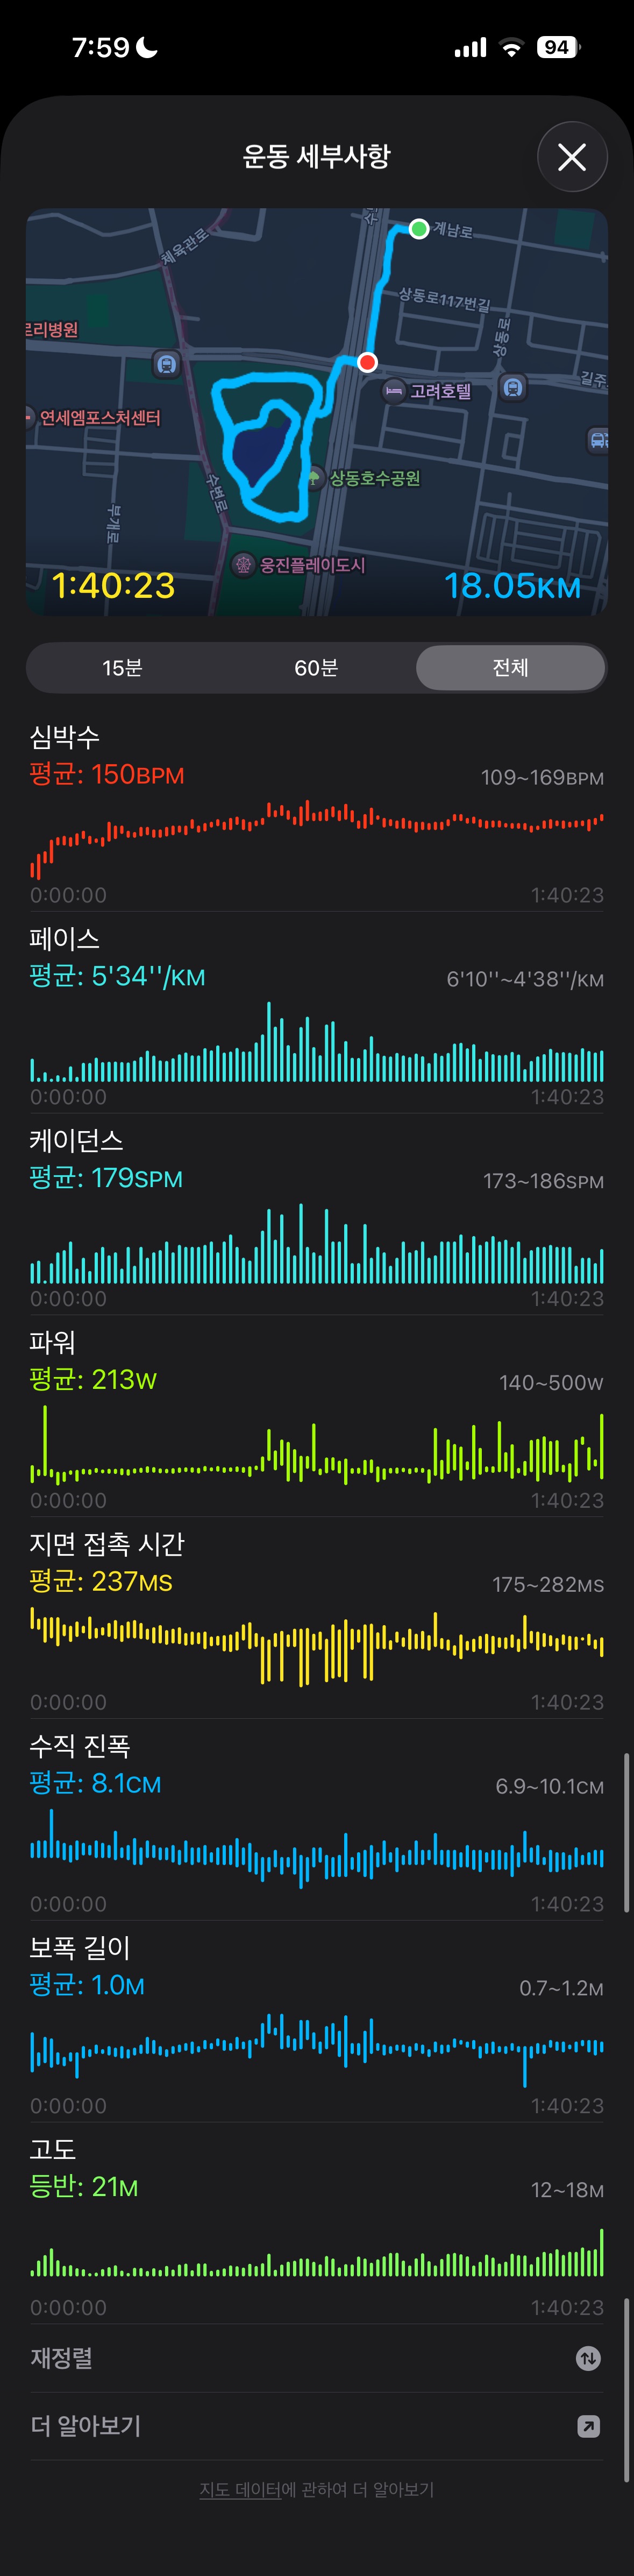 7:59
94
운동 세부사항
계남로
체육관로
상동로117번길
상동로
길주
고려호텔
연세엠포스처센터
상동호수공원
수변로
부개로
웅진플레이도시
1:40:23
18.05KM
15분
60분
전체
심박수
평균: 150BPM
109~169BPM
0:00:00
1:40:23
페이스
평균: 5'34''/KM
6'10''~4'38''/KM
0:00:00
1:40:23
케이던스
평균: 179SPM
173~186SPM
0:00:00
1:40:23
파워
평균: 213W
140~500W
0:00:00
1:40:23
지면 접촉 시간
평균: 237MS
175~282MS
0:00:00
1:40:23
수직 진폭
평균: 8.1CM
6.9~10.1CM
0:00:00
1:40:23
보폭 길이
평균: 1.0M
0.7~1.2M
0:00:00
1:40:23
고도
등반: 21M
12~18M
0:00:00
1:40:23
재정렬
더 알아보기
지도 데이터에 관하여 더 알아보기